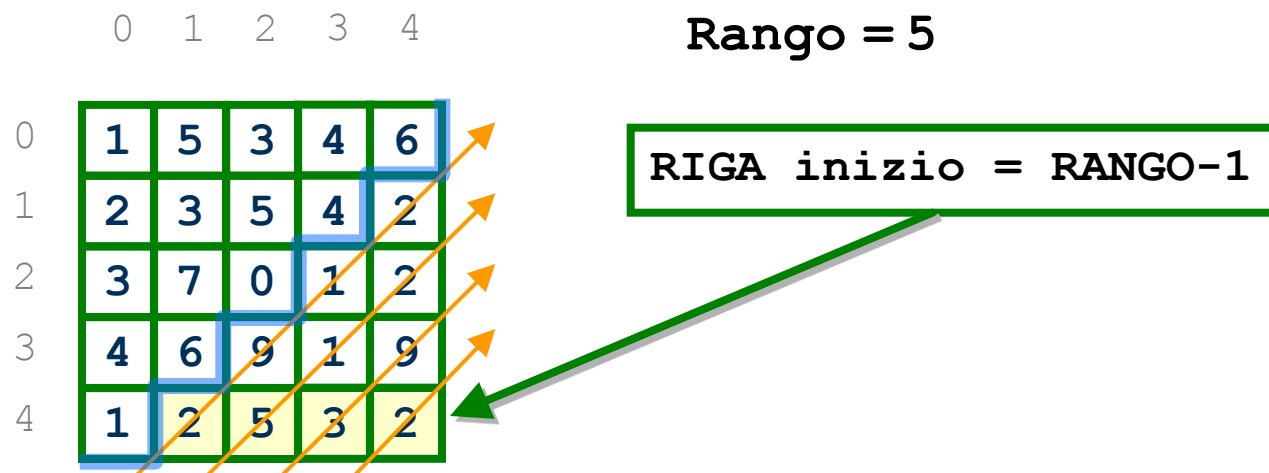 0 1 2 3 4
Rango = 5
0 1 5 3 4 6
RIGA inizio = RANGO-1
1 2 3 5 4 2
2 3 7 0 1 2
3 4 6 9 1 9
4 1 2 5 3 2